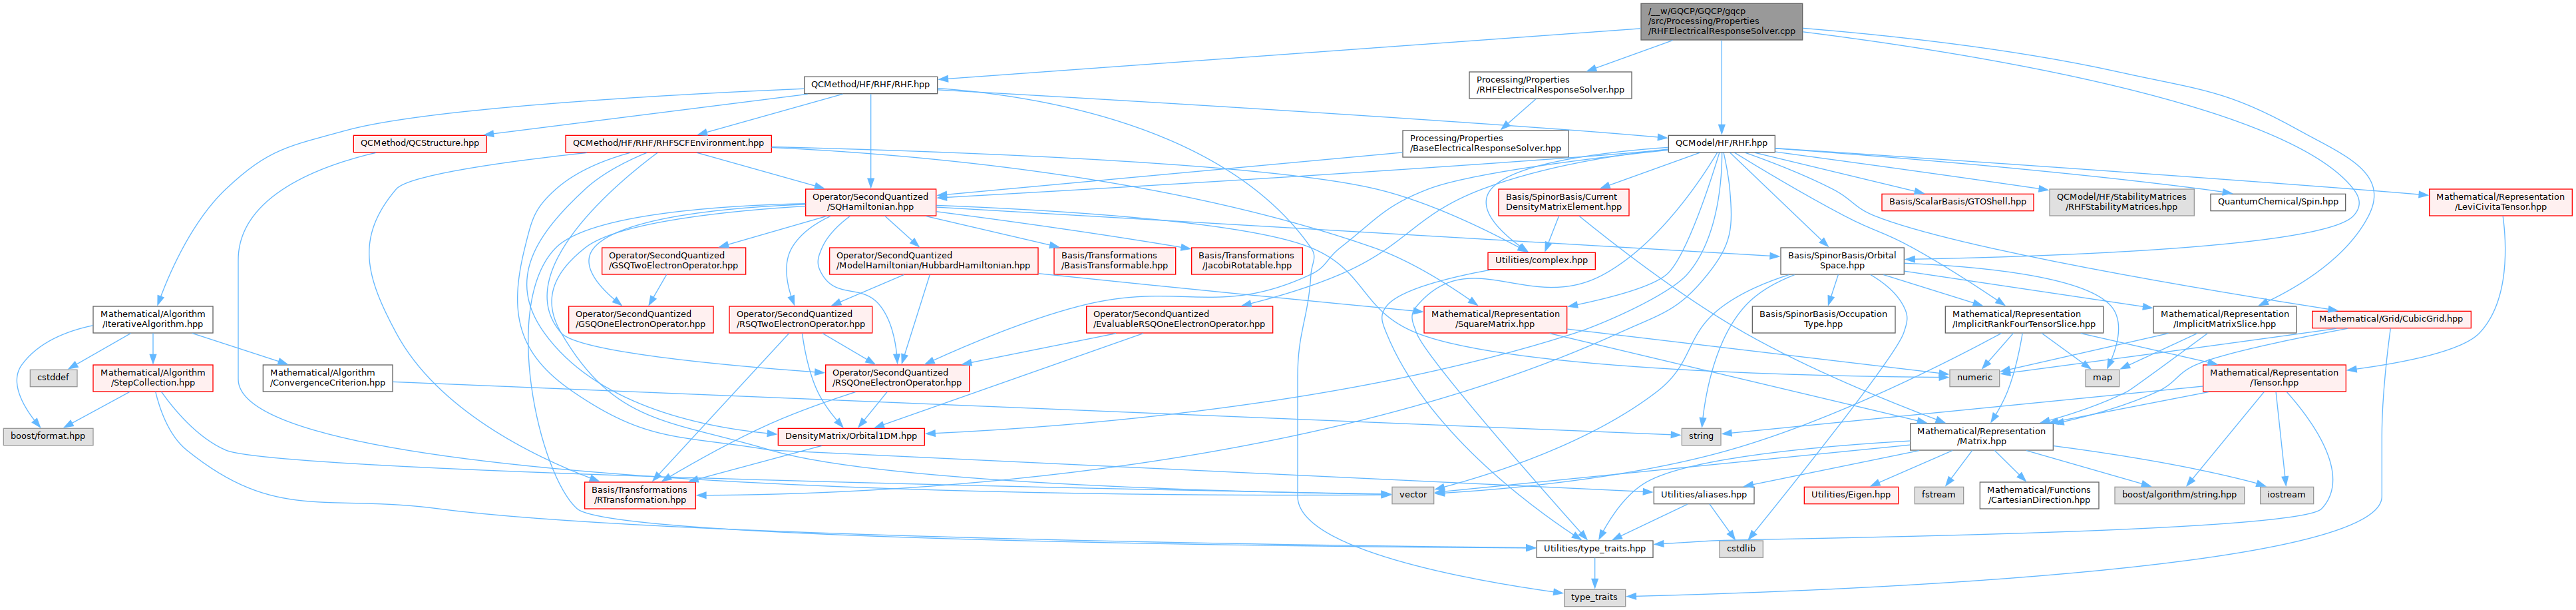 /__w/GQCP/GQCP/gqcp
/src/Processing/Properties
/RHFElectricalResponseSolver.cpp
QCMethod/HF/RHF/RHF.hpp
Processing/Properties
/RHFElectricalResponseSolver.hpp
QCMethod/QCStructure.hpp
QCMethod/HF/RHF/RHFSCFEnvironment.hpp
Processing/Properties
/BaseElectricalResponseSolver.hpp
QCModel/HF/RHF.hpp
Operator/SecondQuantized
/SQHamiltonian.hpp
Basis/SpinorBasis/Current
DensityMatrixElement.hpp
Basis/ScalarBasis/GTOShell.hpp
QCModel/HF/StabilityMatrices
/RHFStabilityMatrices.hpp
QuantumChemical/Spin.hpp
Mathematical/Representation
/LeviCivitaTensor.hpp
Operator/SecondQuantized
/GSQTwoElectronOperator.hpp
Operator/SecondQuantized
/ModelHamiltonian/HubbardHamiltonian.hpp
Basis/Transformations
/BasisTransformable.hpp
Basis/Transformations
/JacobiRotatable.hpp
Utilities/complex.hpp
Basis/SpinorBasis/Orbital
Space.hpp
Mathematical/Algorithm
/IterativeAlgorithm.hpp
Operator/SecondQuantized
/GSQOneElectronOperator.hpp
Operator/SecondQuantized
/RSQTwoElectronOperator.hpp
Operator/SecondQuantized
/EvaluableRSQOneElectronOperator.hpp
Mathematical/Representation
/SquareMatrix.hpp
Basis/SpinorBasis/Occupation
Type.hpp
Mathematical/Representation
/ImplicitRankFourTensorSlice.hpp
Mathematical/Representation
/ImplicitMatrixSlice.hpp
Mathematical/Grid/CubicGrid.hpp
cstddef
Mathematical/Algorithm
/StepCollection.hpp
Mathematical/Algorithm
/ConvergenceCriterion.hpp
Operator/SecondQuantized
/RSQOneElectronOperator.hpp
numeric
map
Mathematical/Representation
/Tensor.hpp
boost/format.hpp
DensityMatrix/Orbital1DM.hpp
string
Mathematical/Representation
/Matrix.hpp
Basis/Transformations
/RTransformation.hpp
vector
Utilities/aliases.hpp
Utilities/Eigen.hpp
fstream
Mathematical/Functions
/CartesianDirection.hpp
boost/algorithm/string.hpp
iostream
Utilities/type_traits.hpp
cstdlib
type_traits